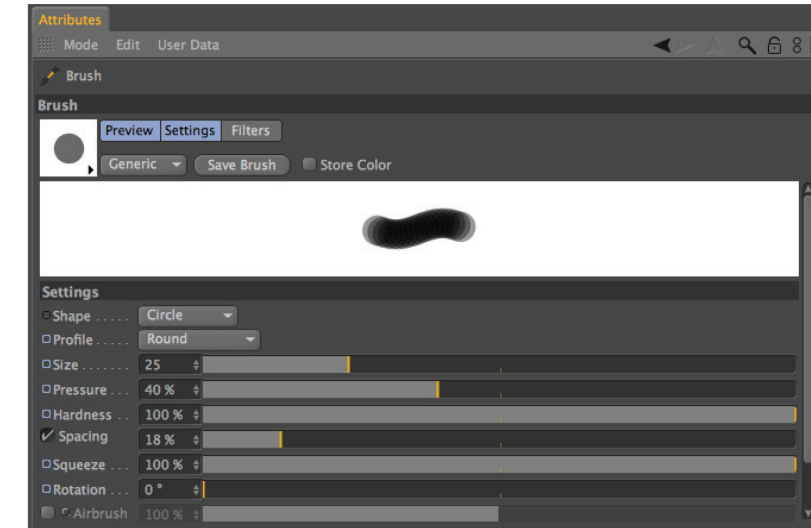 Attributes
Mode Edit User Data
Brush
Brush
Preview Settings Filters
Generic Save Brush Store Color
Settings
Shape ..... Circle
Profile ..... Round
Size ....... 25
Pressure ... 40 %
Hardness .. 100 %
Spacing 18 %
Squeeze ... 100 %
Rotation ... 0 °
Airbrush 100 %